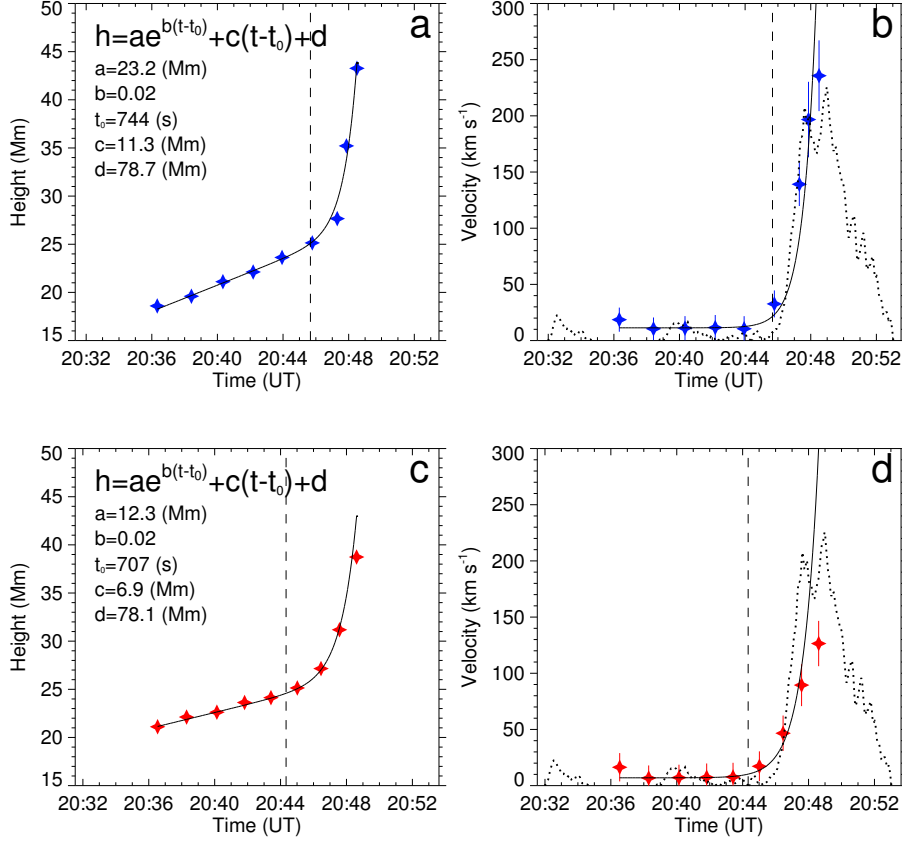 a
h=ae^b(t-t₀)+c(t-t₀)+d
a=23.2 (Mm)
b=0.02
t₀=744 (s)
c=11.3 (Mm)
d=78.7 (Mm)
Height (Mm)
50
45
40
35
30
25
20
15
20:32 20:36 20:40 20:44 20:48 20:52
Time (UT)
b
Velocity (km s⁻¹)
300
250
200
150
100
50
0
20:32 20:36 20:40 20:44 20:48 20:52
Time (UT)
c
h=ae^b(t-t₀)+c(t-t₀)+d
a=12.3 (Mm)
b=0.02
t₀=707 (s)
c=6.9 (Mm)
d=78.1 (Mm)
Height (Mm)
50
45
40
35
30
25
20
15
20:32 20:36 20:40 20:44 20:48 20:52
Time (UT)
d
Velocity (km s⁻¹)
300
250
200
150
100
50
0
20:32 20:36 20:40 20:44 20:48 20:52
Time (UT)